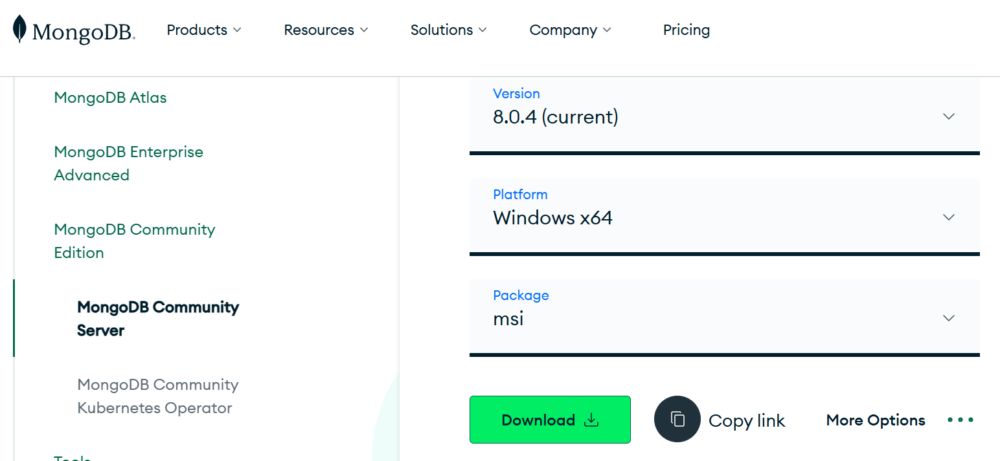 MongoDB.
Products
Resources
Solutions
Company
Pricing
MongoDB Atlas
MongoDB Enterprise
Advanced
MongoDB Community
Edition
MongoDB Community
Server
MongoDB Community
Kubernetes Operator
Tools
Version
8.0.4 (current)
Platform
Windows x64
Package
msi
Download
Copy link
More Options